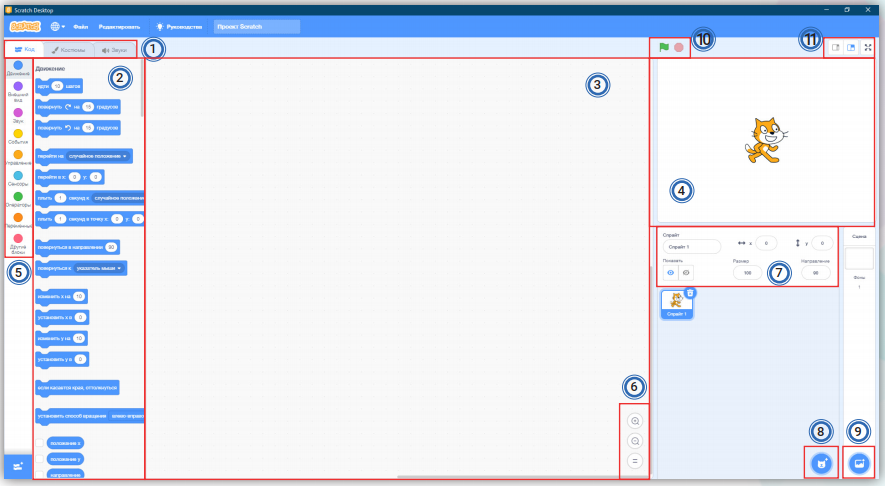 Scratch Desktop
SCRATCH
Файл
Редактировать
Руководства
Проект Scratch
Код
Костюмы
Звуки
1
10
11
Движение
Внешний
вид
Звук
События
Управление
Сенсоры
Операторы
Переменные
Другие
блоки
5
Движение
2
идти 10 шагов
повернуть на 15 градусов
повернуть на 15 градусов
перейти на случайное положение
перейти в x: 0 y: 0
плыть 1 секунд к случайное положение
плыть 1 секунд в точку x: 0 y: 0
повернуться в направлении 90
повернуться к указатель мыши
изменить x на 10
установить x в 0
изменить y на 10
установить y в 0
если касается края, оттолкнуться
установить способ вращения
положение x
положение y
направление
3
6
4
Спрайт
Спрайт 1
x 0
y 0
Показать
Размер
100
7
Направление
90
Спрайт 1
Сцена
Фоны
1
8
9